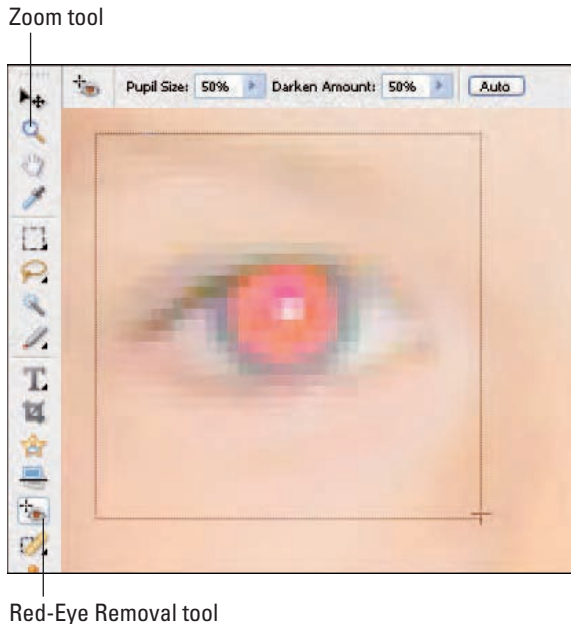 Zoom tool
Pupil Size: 50% Darken Amount: 50% Auto
T
Red-Eye Removal tool